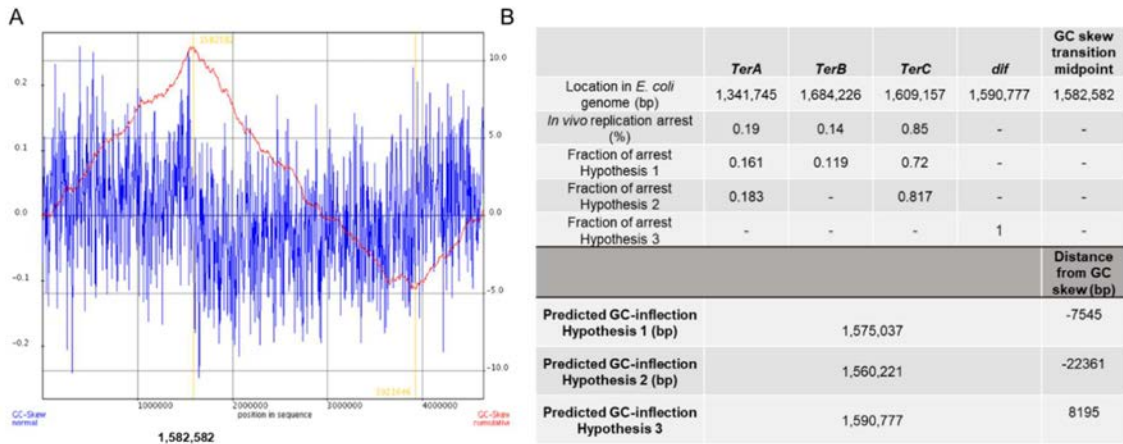 A
1582582
0.2
0.1
0.0
-0.1
-0.2
10.0
5.0
0.0
-5.0
-10.0
1000000
2000000
3000000
4000000
GC-Skew
normal
position in sequence
GC-Skew
cumulative
1,582,582
B
TerA TerB TerC dif GC skew
transition
midpoint
Location in E. coli
genome (bp) 1,341,745 1,684,226 1,609,157 1,590,777 1,582,582
In vivo replication arrest
(%) 0.19 0.14 0.85 - -
Fraction of arrest
Hypothesis 1 0.161 0.119 0.72 - -
Fraction of arrest
Hypothesis 2 0.183 - 0.817 - -
Fraction of arrest
Hypothesis 3 - - - 1 -
Distance
from GC
skew (bp)
Predicted GC-inflection
Hypothesis 1 (bp) 1,575,037 -7545
Predicted GC-inflection
Hypothesis 2 (bp) 1,560,221 -22361
Predicted GC-inflection
Hypothesis 3 1,590,777 8195